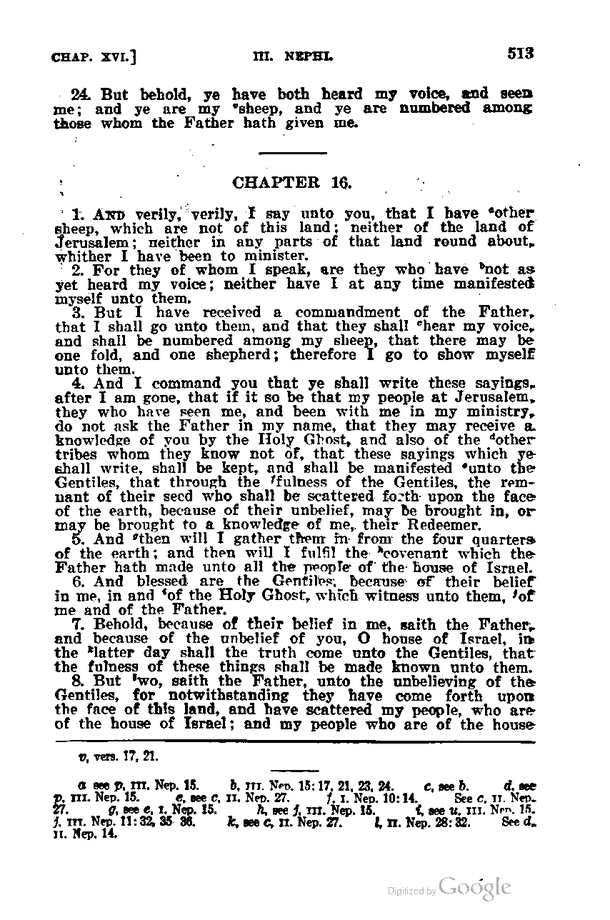 CHAP. XVI.] III. NEPHI. 513
24. But behold, ye have both heard my voice, and seen
me; and ye are my ᵃsheep, and ye are numbered among
those whom the Father hath given me.
CHAPTER 16.
1. AND verily, verily, I say unto you, that I have ᵃother
sheep, which are not of this land; neither of the land of
Jerusalem; neither in any parts of that land round about,
whither I have been to minister.
2. For they of whom I speak, are they who have ᵇnot as
yet heard my voice; neither have I at any time manifested
myself unto them.
3. But I have received a commandment of the Father,
that I shall go unto them, and that they shall ᶜhear my voice,
and shall be numbered among my sheep, that there may be
one fold, and one shepherd; therefore I go to show myself
unto them.
4. And I command you that ye shall write these sayings,
after I am gone, that if it so be that my people at Jerusalem,
they who have seen me, and been with me in my ministry,
do not ask the Father in my name, that they may receive a
knowledge of you by the Holy Ghost, and also of the ᵈother
tribes whom they know not of, that these sayings which ye
shall write, shall be kept, and shall be manifested ᵉunto the
Gentiles, that through the ᶠfulness of the Gentiles, the rem-
nant of their seed who shall be scattered forth upon the face
of the earth, because of their unbelief, may be brought in, or
may be brought to a knowledge of me, their Redeemer.
5. And ᵍthen will I gather them in from the four quarters
of the earth; and then will I fulfil the ʰcovenant which the
Father hath made unto all the people of the house of Israel.
6. And blessed are the Gentiles, because of their belief
in me, in and ⁱof the Holy Ghost, which witness unto them, ʲof
me and of the Father.
7. Behold, because of their belief in me, saith the Father,
and because of the unbelief of you, O house of Israel, in
the ᵏlatter day shall the truth come unto the Gentiles, that
the fulness of these things shall be made known unto them.
8. But ˡwo, saith the Father, unto the unbelieving of the
Gentiles, for notwithstanding they have come forth upon
the face of this land, and have scattered my people, who are
of the house of Israel; and my people who are of the house
v, vers. 17, 21.
a see p, III. Nep. 15. b, III. Nep. 15:17, 21, 23, 24. c, see b. d, see
p, III. Nep. 15. e, see c, II. Nep. 27. f, I. Nep. 10:14. See c, II. Nep.
27. g, see e, I. Nep. 15. h, see j, III. Nep. 15. i, see u, III. Nep. 15.
j, III. Nep. 11:32, 35 36. k, see c, II. Nep. 27. l, II. Nep. 28:32. See d,
II. Nep. 14.
Digitized by Google